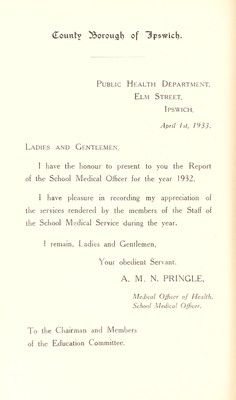 County Borough of Ipswich.
Public Health Department,
Elm Street,
Ipswich,
April 1st, 1933.
Ladies and Gentlemen,
I have the honour to present to you the Report
of the School Medical Officer for the year 1932.
I have pleasure in recording my appreciation of
the services rendered by the members of the Staff of
the School Medical Service during the year.
I remain, Ladies and Gentlemen,
Your obedient Servant,
A. M. N. PRINGLE,
Medical Officer of Health,
School Medical Officer.
To the Chairman and Members
of the Education Committee.